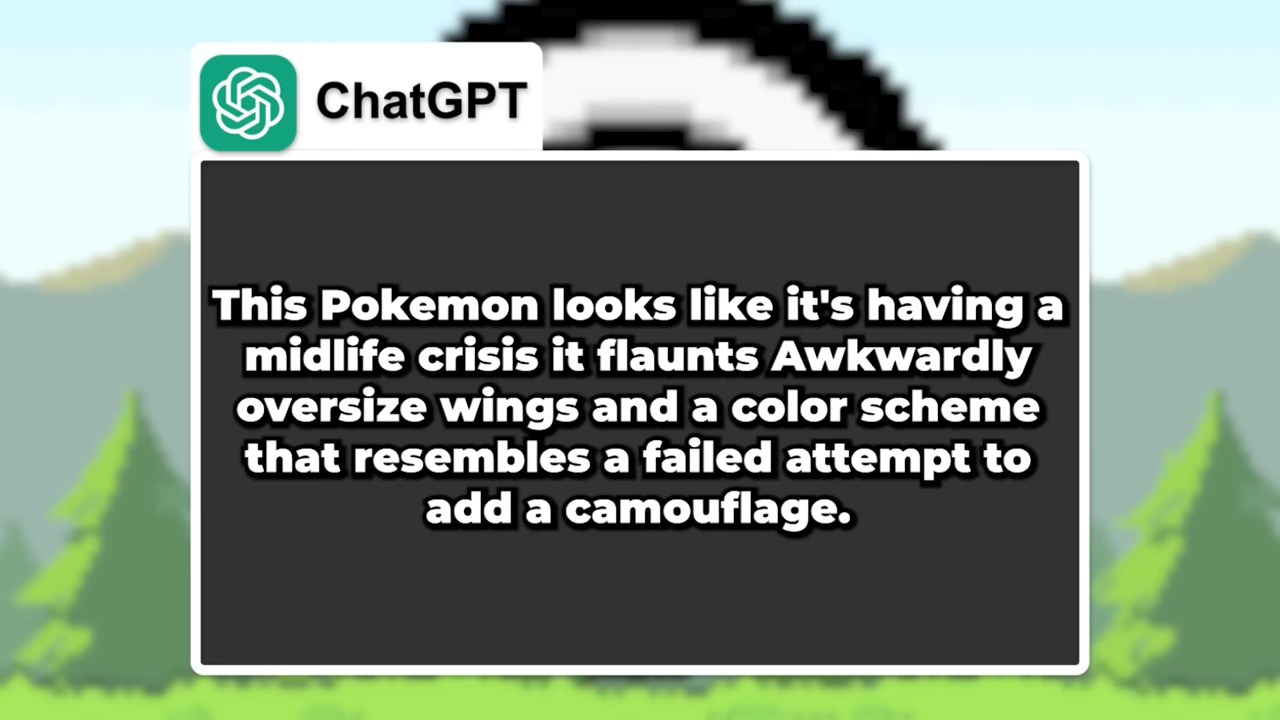 ChatGPT
This Pokemon looks like it's having a
midlife crisis it flaunts Awkwardly
oversize wings and a color scheme
that resembles a failed attempt to
add a camouflage.